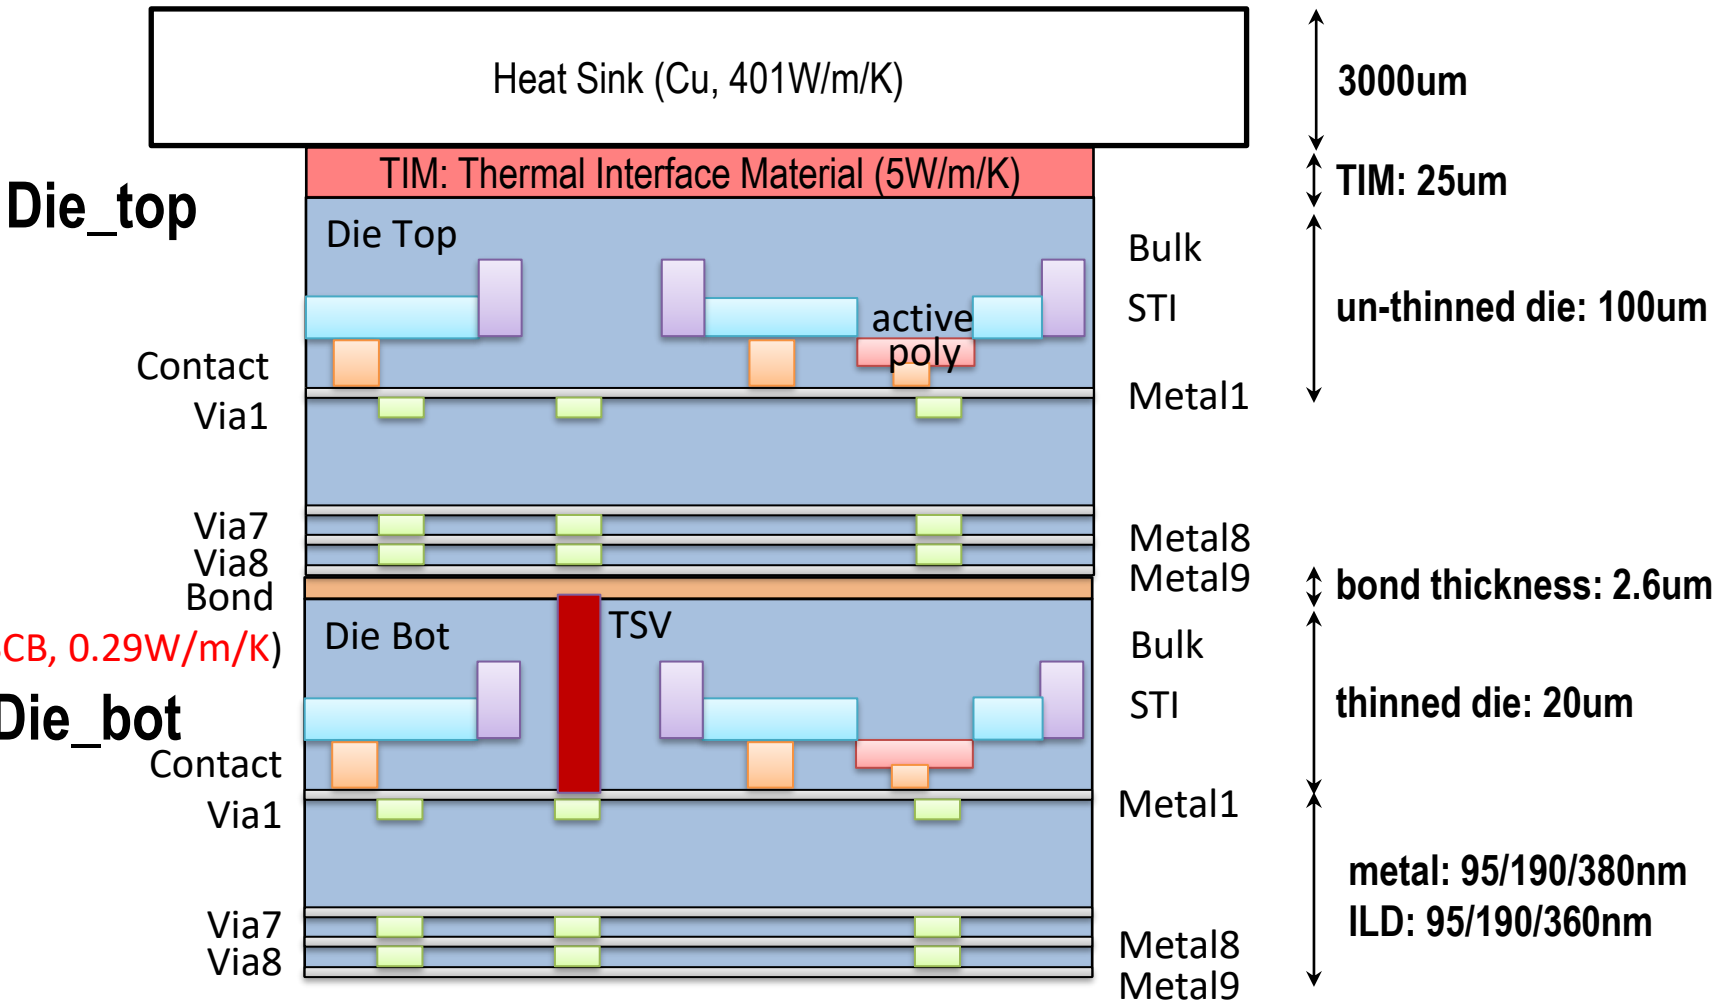 Heat Sink (Cu, 401W/m/K)
3000um
TIM: Thermal Interface Material (5W/m/K)
TIM: 25um
Die_top
Die Top
Bulk
STI
un-thinned die: 100um
active
poly
Contact
Metal1
Via1
Via7
Metal8
Via8
Metal9
Bond
bond thickness: 2.6um
CB, 0.29W/m/K)
Die Bot
TSV
Bulk
Die_bot
STI
thinned die: 20um
Contact
Metal1
Via1
metal: 95/190/380nm
ILD: 95/190/360nm
Via7
Metal8
Via8
Metal9